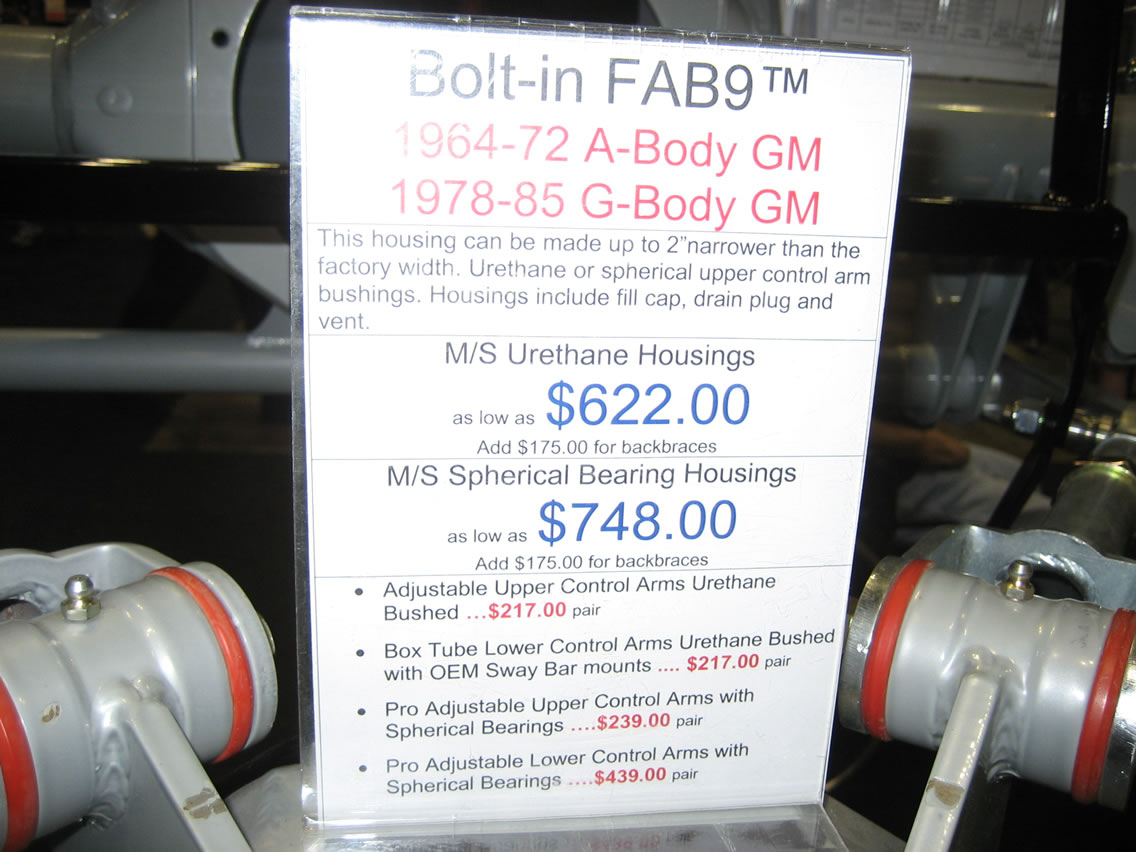 Bolt-in FAB9™
1964-72 A-Body GM
1978-85 G-Body GM
This housing can be made up to 2”narrower than the
factory width. Urethane or spherical upper control arm
bushings. Housings include fill cap, drain plug and
vent.
M/S Urethane Housings
as low as $622.00
Add $175.00 for backbraces
M/S Spherical Bearing Housings
as low as $748.00
Add $175.00 for backbraces
• Adjustable Upper Control Arms Urethane
Bushed ...$217.00 pair
• Box Tube Lower Control Arms Urethane Bushed
with OEM Sway Bar mounts .... $217.00 pair
• Pro Adjustable Upper Control Arms with
Spherical Bearings ....$239.00 pair
• Pro Adjustable Lower Control Arms with
Spherical Bearings ....$439.00 pair